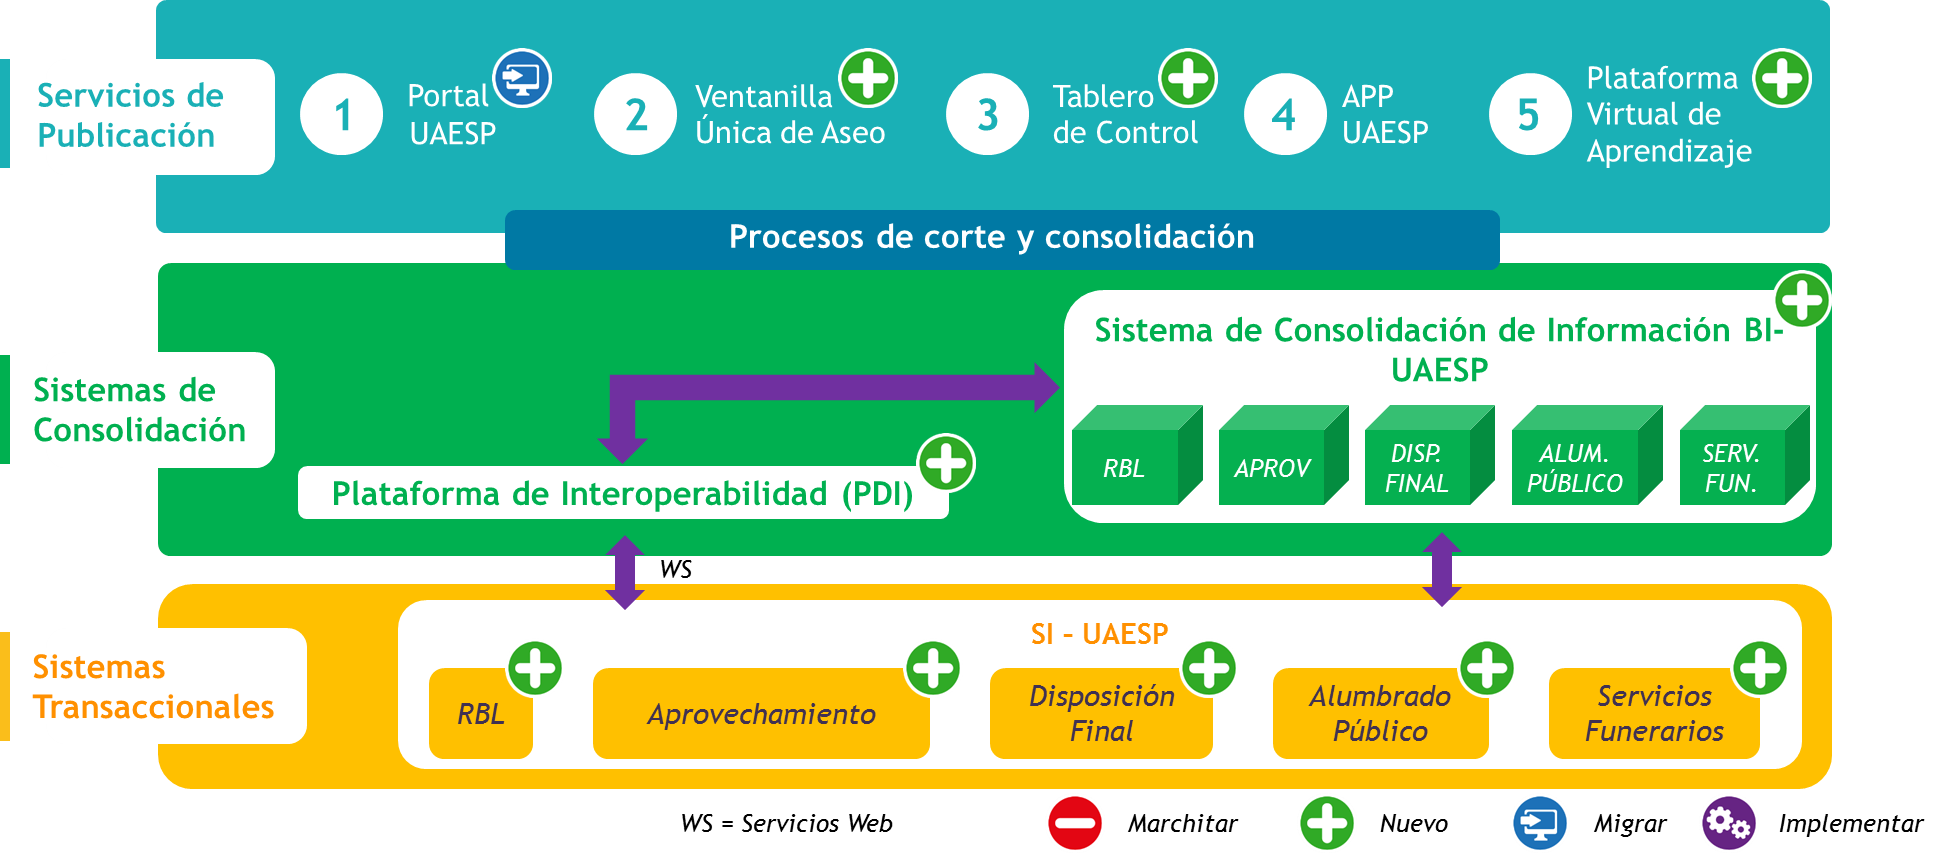 Servicios de
Publicación
1
Portal
UAESP
2
Ventanilla
Única de Aseo
3
Tablero
de Control
4
APP
UAESP
5
Plataforma
Virtual de
Aprendizaje
Procesos de corte y consolidación
Sistemas de
Consolidación
Sistema de Consolidación de Información BI-
UAESP
RBL
APROV
DISP.
FINAL
ALUM.
PÚBLICO
SERV.
FUN.
Plataforma de Interoperabilidad (PDI)
WS
Sistemas
Transaccionales
SI – UAESP
RBL
Aprovechamiento
Disposición
Final
Alumbrado
Público
Servicios
Funerarios
WS = Servicios Web
Marchitar
Nuevo
Migrar
Implementar